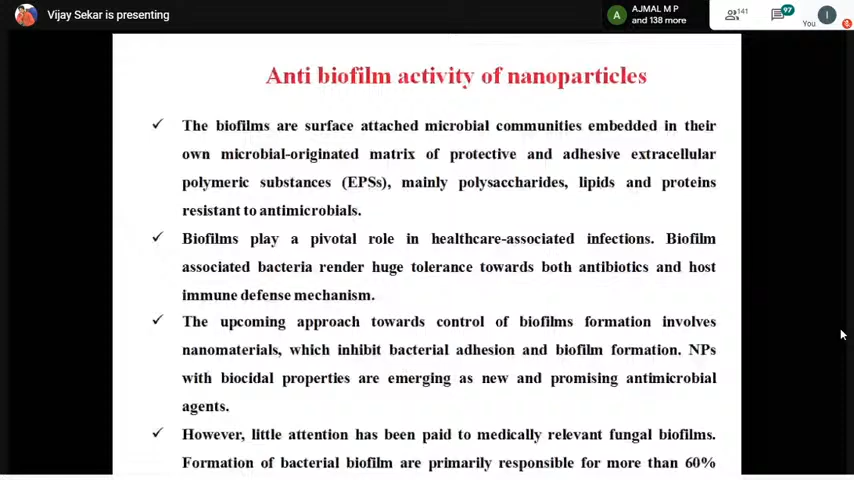 Vijay Sekar is presenting
A
AJMAL M P
and 138 more
141
97
You
I
Anti biofilm activity of nanoparticles
✓ The biofilms are surface attached microbial communities embedded in their
own microbial-originated matrix of protective and adhesive extracellular
polymeric substances (EPSs), mainly polysaccharides, lipids and proteins
resistant to antimicrobials.
✓ Biofilms play a pivotal role in healthcare-associated infections. Biofilm
associated bacteria render huge tolerance towards both antibiotics and host
immune defense mechanism.
✓ The upcoming approach towards control of biofilms formation involves
nanomaterials, which inhibit bacterial adhesion and biofilm formation. NPs
with biocidal properties are emerging as new and promising antimicrobial
agents.
✓ However, little attention has been paid to medically relevant fungal biofilms.
Formation of bacterial biofilm are primarily responsible for more than 60%